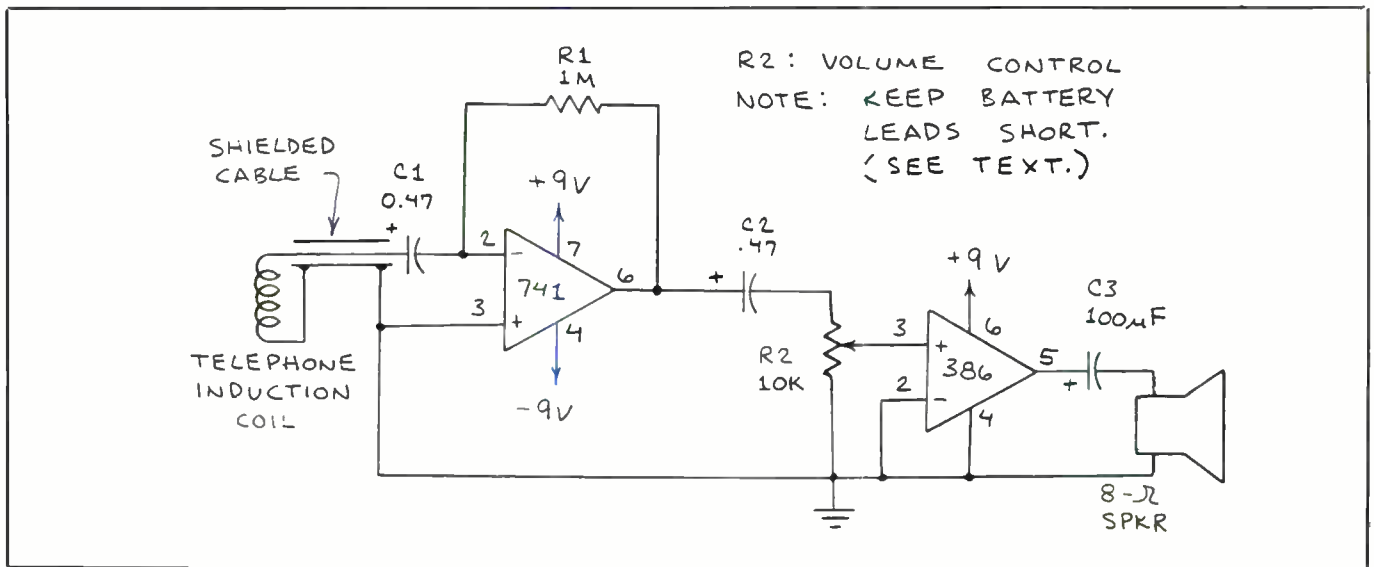 R1
1M
R2: VOLUME CONTROL
NOTE: KEEP BATTERY
LEADS SHORT.
(SEE TEXT.)
SHIELDED
CABLE
C1
0.47
+
+9V
2
-
7
741
6
3
+
4
-9V
TELEPHONE
INDUCTION
COIL
C2
.47
+
R2
10K
+9V
3
+
6
386
5
2
-
4
C3
100µF
+
8-Ω
SPKR